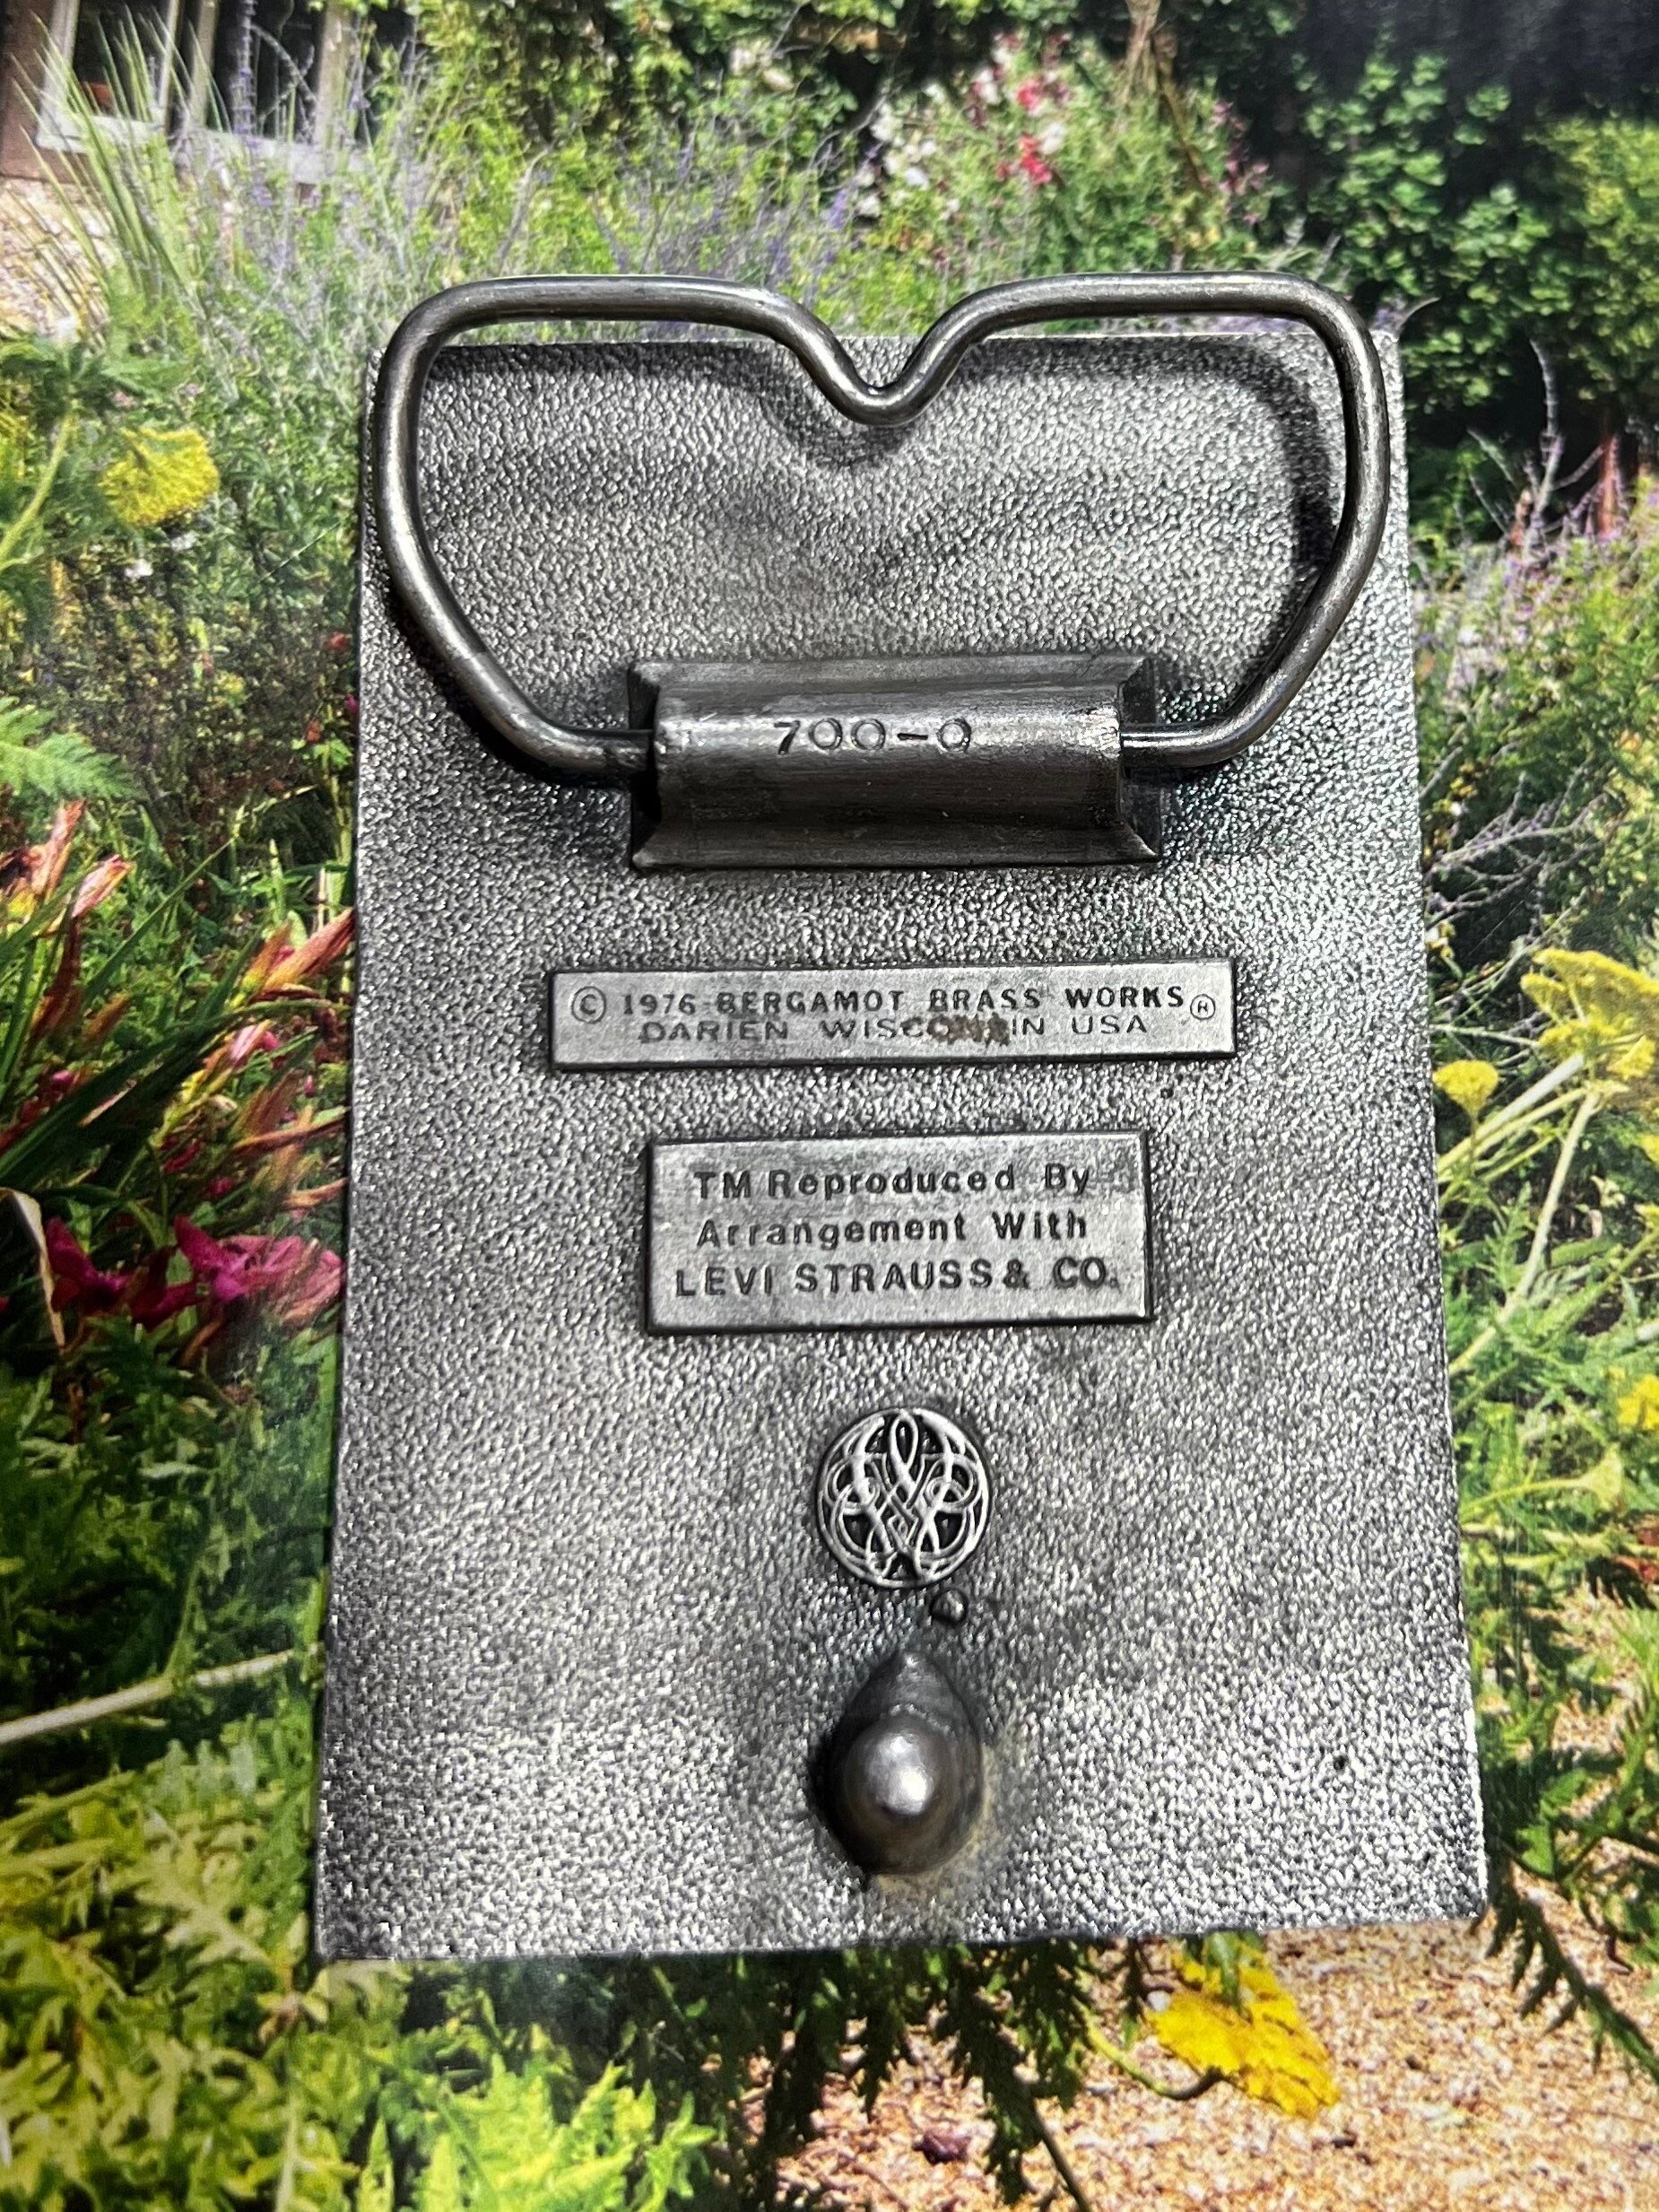 700-0
© 1976 BERGAMOT BRASS WORKS ®
DARIEN WISCONSIN USA
TM Reproduced By
Arrangement With
LEVI STRAUSS & CO.